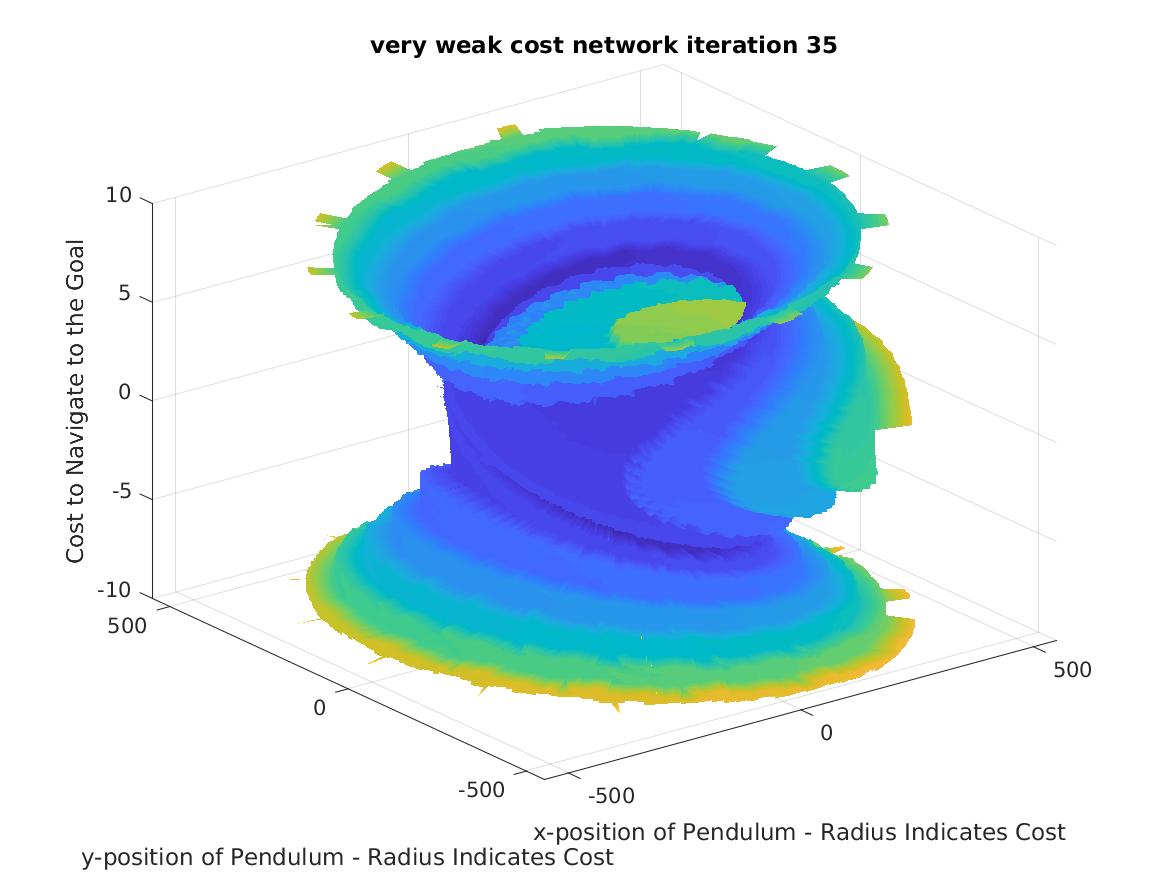 very weak cost network iteration 35
10
5
0
-5
-10
Cost to Navigate to the Goal
500
0
-500
y-position of Pendulum - Radius Indicates Cost
-500
0
500
x-position of Pendulum - Radius Indicates Cost